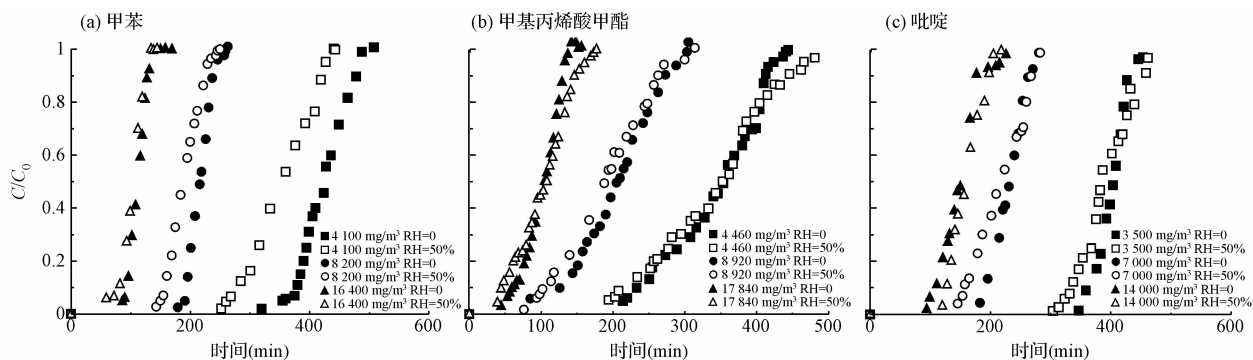 (a) 甲苯
1
0.8
0.6
0.4
0.2
0
C/C0
4 100 mg/m³ RH=0
4 100 mg/m³ RH=50%
8 200 mg/m³ RH=0
8 200 mg/m³ RH=50%
16 400 mg/m³ RH=0
16 400 mg/m³ RH=50%
0 200 400 600
时间(min)
(b) 甲基丙烯酸甲酯
4 460 mg/m³ RH=0
4 460 mg/m³ RH=50%
8 920 mg/m³ RH=0
8 920 mg/m³ RH=50%
17 840 mg/m³ RH=0
17 840 mg/m³ RH=50%
0 100 200 300 400 500
时间(min)
(c) 吡啶
3 500 mg/m³ RH=0
3 500 mg/m³ RH=50%
7 000 mg/m³ RH=0
7 000 mg/m³ RH=50%
14 000 mg/m³ RH=0
14 000 mg/m³ RH=50%
0 200 400 600
时间(min)